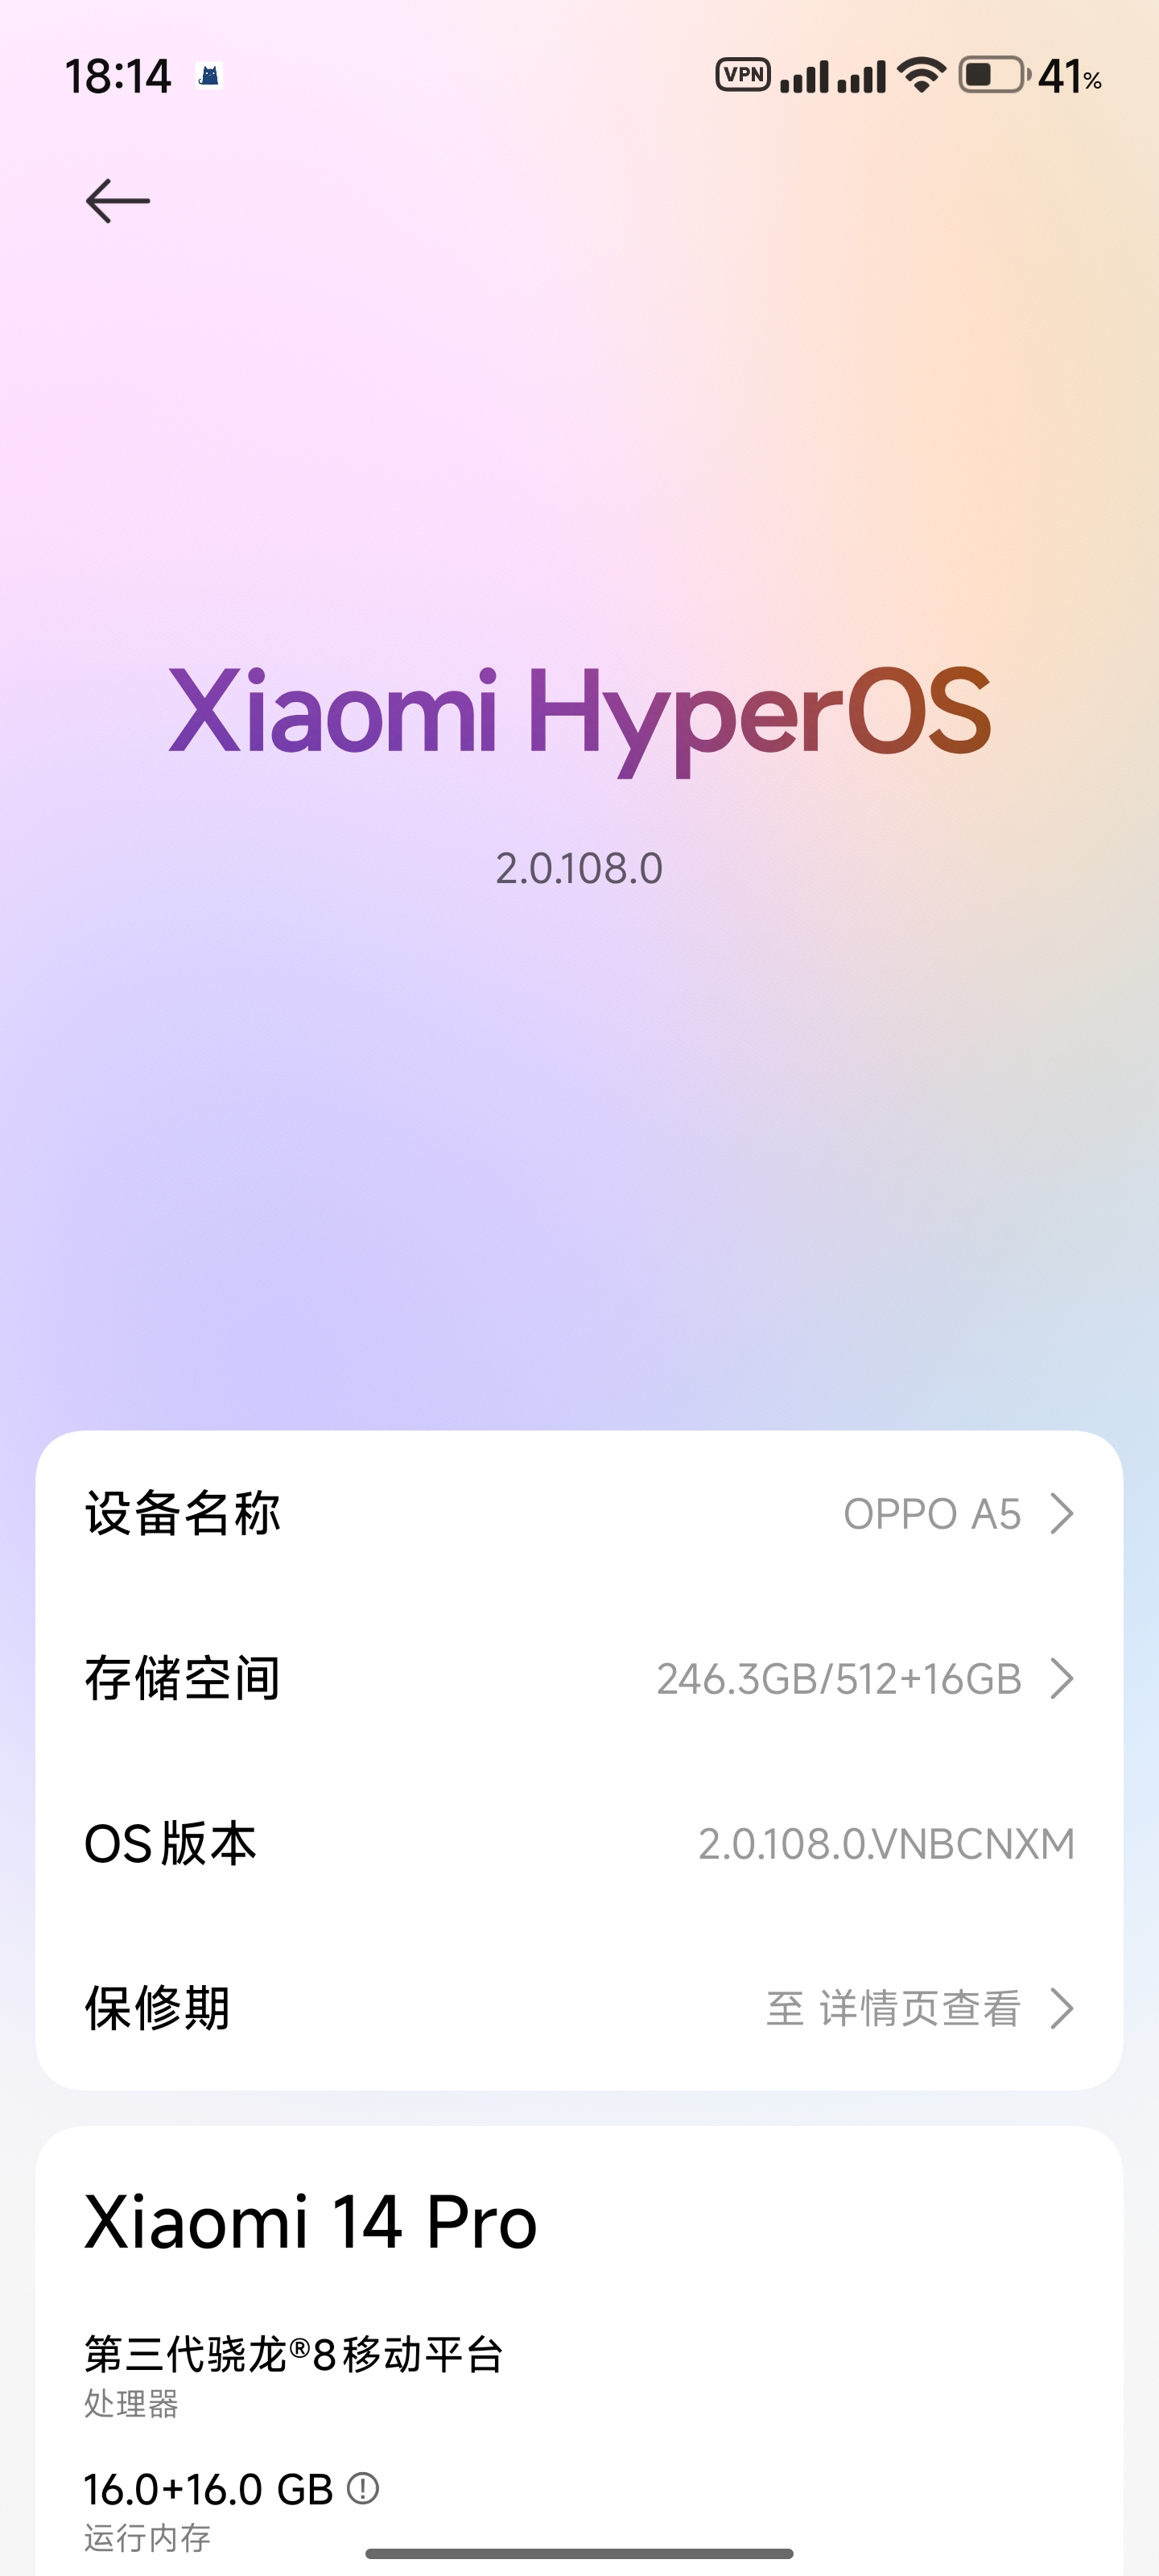 18:14 VPN 41%
Xiaomi HyperOS
2.0.108.0
设备名称 OPPO A5
存储空间 246.3GB/512+16GB
OS版本 2.0.108.0.VNBCNXM
保修期 至 详情页查看
Xiaomi 14 Pro
第三代骁龙®8移动平台
处理器
16.0+16.0 GB
运行内存